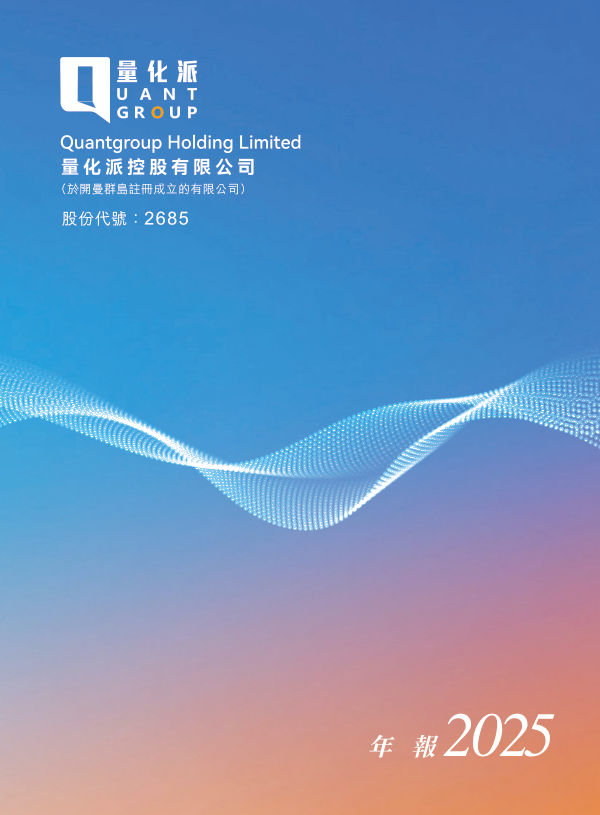 量化派
QUANT
GROUP
Quantgroup Holding Limited
量化派控股有限公司
（於開曼群島註冊成立的有限公司）
股份代號：2685
年 報 2025